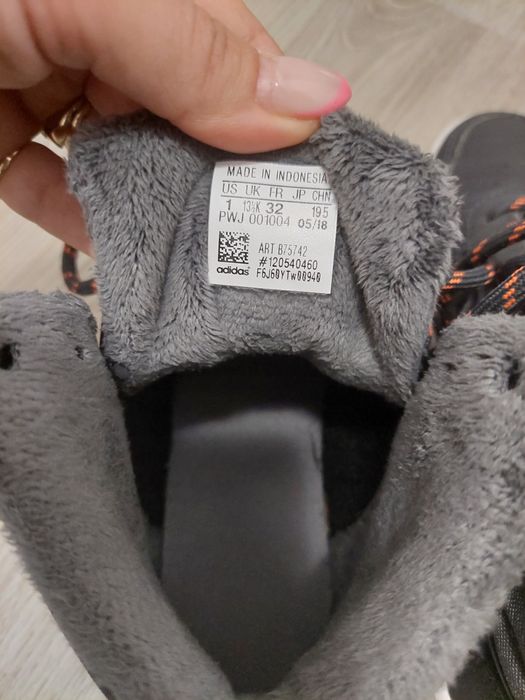 MADE IN INDONESIA
US UK FR JP CHN
1 13½K 32 195
PWJ 001004 05/18
ART B75742
#120540460
adidas F6J60YTW00940